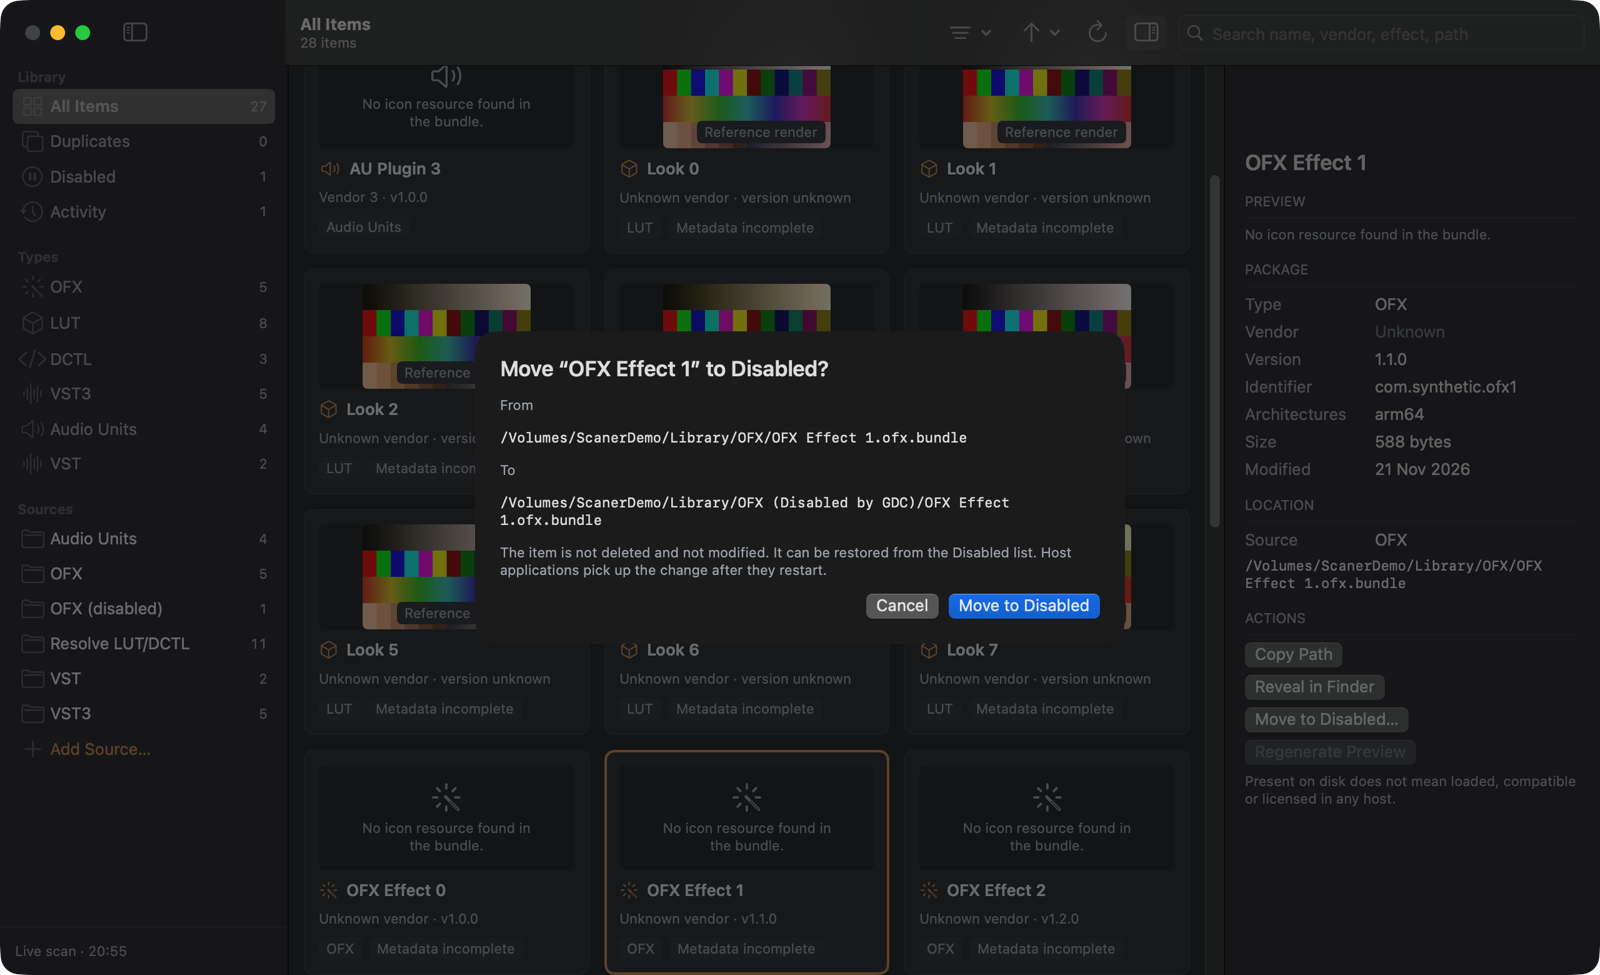 All Items
28 items
Search name, vendor, effect, path
Library
All Items 27
Duplicates 0
Disabled 1
Activity 1
Types
OFX 5
LUT 8
DCTL 3
VST3 5
Audio Units 4
VST 2
Sources
Audio Units 4
OFX 5
OFX (disabled) 1
Resolve LUT/DCTL 11
VST 2
VST3 5
Add Source...
Live scan · 20:55
No icon resource found in
the bundle.
AU Plugin 3
Vendor 3 · v1.0.0
Audio Units
Reference render
Look 0
Unknown vendor · version unknown
LUT Metadata incomplete
Reference render
Look 1
Unknown vendor · version unknown
LUT Metadata incomplete
Reference
Look 2
Unknown vendor · versi
LUT Metadata incon
own
Reference
Look 5
Unknown vendor · version unknown
LUT Metadata incomplete
Look 6
Unknown vendor · version unknown
LUT Metadata incomplete
Look 7
Unknown vendor · version unknown
LUT Metadata incomplete
No icon resource found in
the bundle.
OFX Effect 0
Unknown vendor · v1.0.0
OFX Metadata incomplete
No icon resource found in
the bundle.
OFX Effect 1
Unknown vendor · v1.1.0
OFX Metadata incomplete
No icon resource found in
the bundle.
OFX Effect 2
Unknown vendor · v1.2.0
OFX Metadata incomplete
Move “OFX Effect 1” to Disabled?
From
/Volumes/ScanerDemo/Library/OFX/OFX Effect 1.ofx.bundle
To
/Volumes/ScanerDemo/Library/OFX (Disabled by GDC)/OFX Effect
1.ofx.bundle
The item is not deleted and not modified. It can be restored from the Disabled list. Host
applications pick up the change after they restart.
Cancel
Move to Disabled
OFX Effect 1
PREVIEW
No icon resource found in the bundle.
PACKAGE
Type OFX
Vendor Unknown
Version 1.1.0
Identifier com.synthetic.ofx1
Architectures arm64
Size 588 bytes
Modified 21 Nov 2026
LOCATION
Source OFX
/Volumes/ScanerDemo/Library/OFX/OFX
Effect 1.ofx.bundle
ACTIONS
Copy Path
Reveal in Finder
Move to Disabled...
Regenerate Preview
Present on disk does not mean loaded, compatible
or licensed in any host.